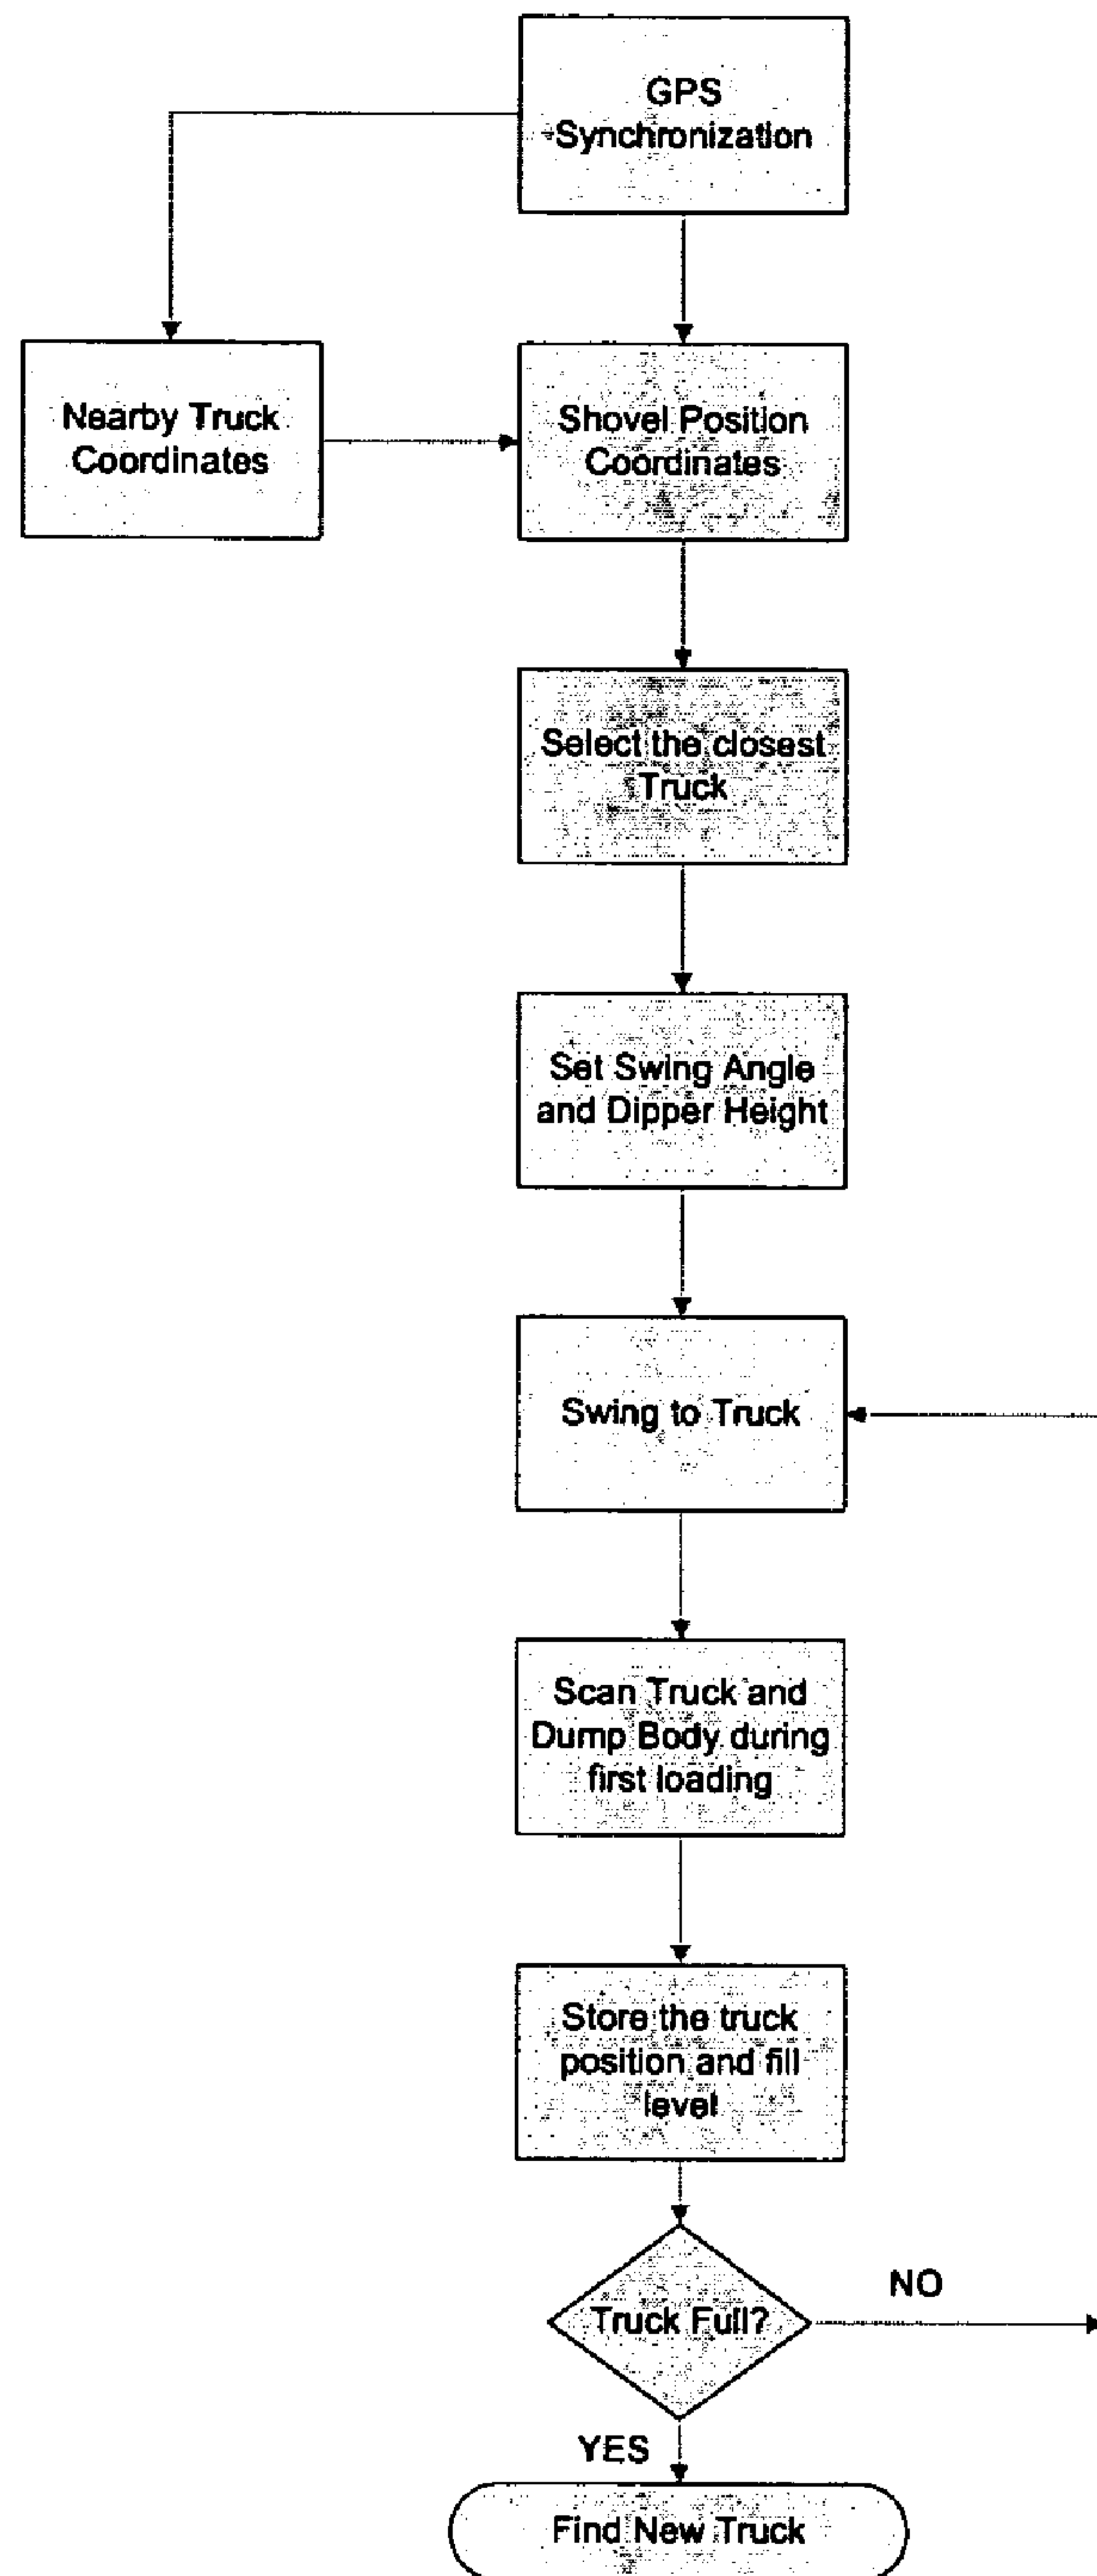 GPS
Synchronization
Nearby Truck
Coordinates
Shovel Position
Coordinates
Select the closest
Truck
Set Swing Angle
and Dipper Height
Swing to Truck
Scan Truck and
Dump Body during
first loading
Store the truck
position and fill
level
Truck Full?
NO
YES
Find New Truck